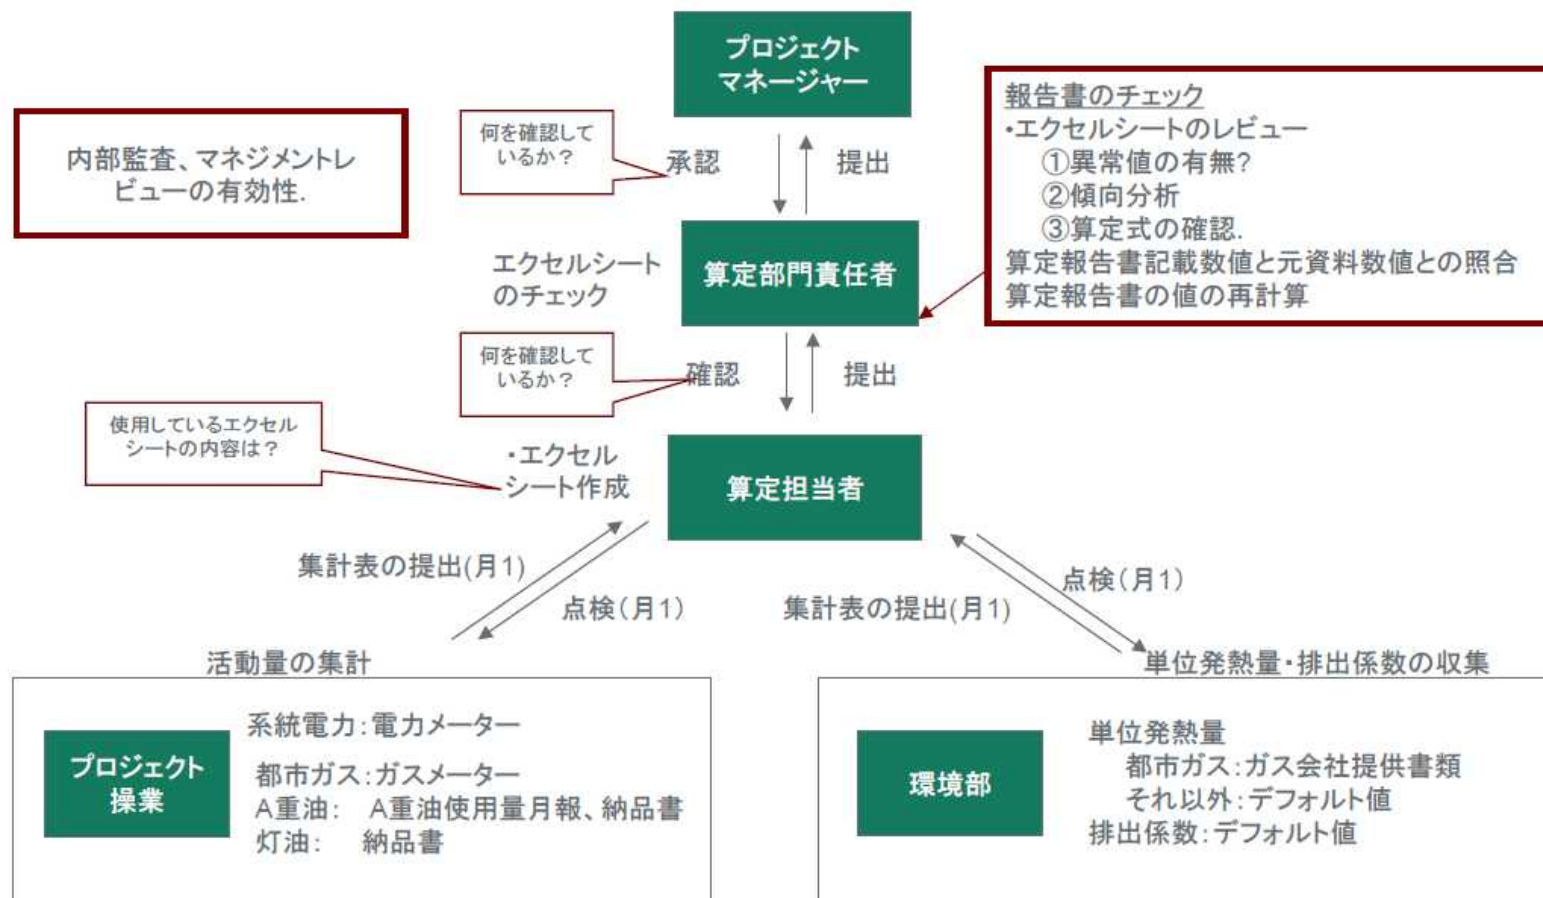 プロジェクト
マネージャー
報告書のチェック
・エクセルシートのレビュー
①異常値の有無?
②傾向分析
③算定式の確認.
算定報告書記載数値と元資料数値との照合
算定報告書の値の再計算
内部監査、マネジメントレ
ビューの有効性.
何を確認して
いるか？
承認
提出
エクセルシート
のチェック
算定部門責任者
何を確認して
いるか？
確認
提出
使用しているエクセル
シートの内容は？
・エクセル
シート作成
算定担当者
集計表の提出(月1)
点検（月1）
集計表の提出(月1)
点検（月1）
活動量の集計
プロジェクト
操業
系統電力：電力メーター
都市ガス：ガスメーター
A重油： A重油使用量月報、納品書
灯油： 納品書
単位発熱量・排出係数の収集
環境部
単位発熱量
都市ガス：ガス会社提供書類
それ以外：デフォルト値
排出係数：デフォルト値